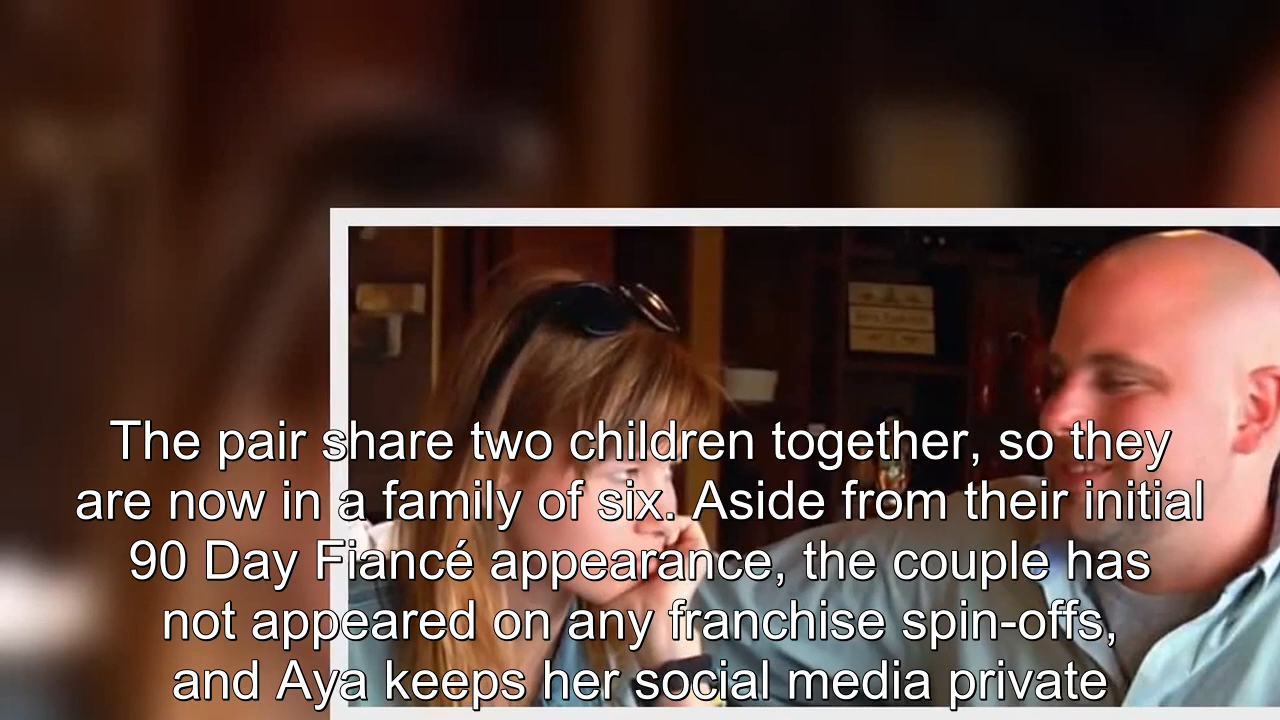 The pair share two children together, so they
are now in a family of six. Aside from their initial
90 Day Fiancé appearance, the couple has
not appeared on any franchise spin-offs,
and Aya keeps her social media private